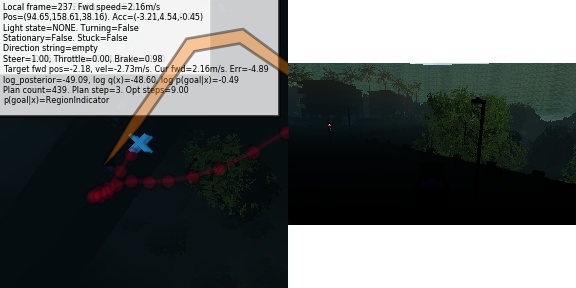 Local frame=237. Fwd speed=2.16m/s
Pos=(94.65,158.61,38.16). Acc=(-3.21,4.54,-0.45)
Light state=NONE. Turning=False
Stationary=False. Stuck=False
Direction string=empty
Steer=1.00, Throttle=0.00, Brake=0.98
Target fwd pos=-2.18, vel=-2.73m/s. Cur fwd=2.16m/s. Err=-4.89
log_posterior=-49.09, log q(x)=-48.60, log p(goal|x)=-0.49
Plan count=439. Plan step=3. Opt steps=9.00
p(goal|x)=RegionIndicator